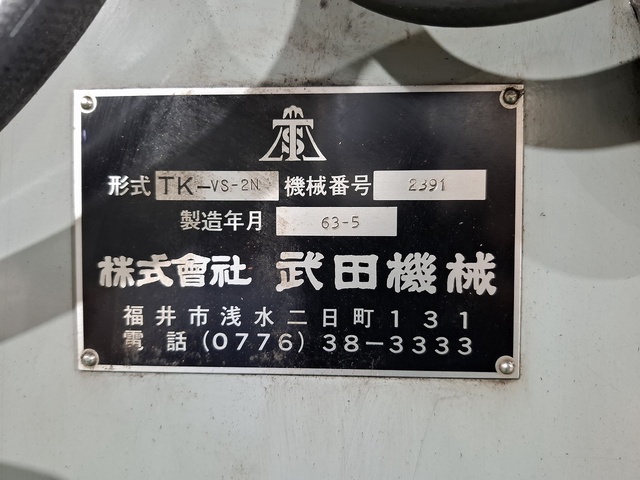 形式 TK-VS-2N 機械番号 2391
製造年月 63-5
株式會社 武田機械
福井市浅水二日町131
電話(0776)38-3333